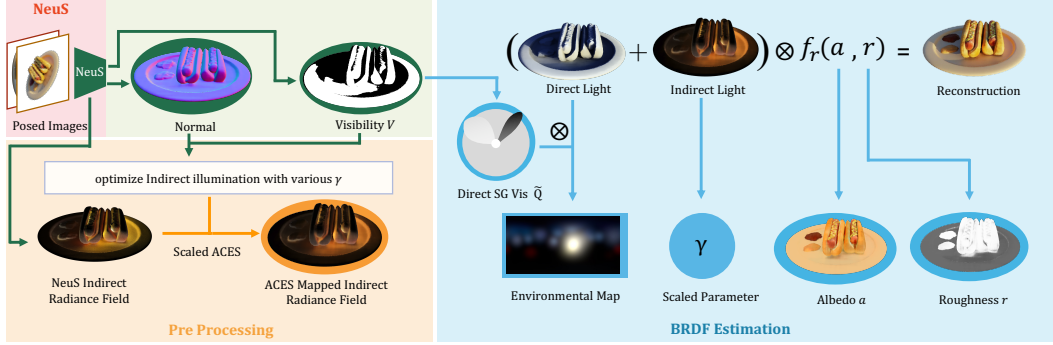 NeuS
NeuS
Posed Images
Normal
Visibility V
optimize Indirect illumination with various γ
Scaled ACES
NeuS Indirect
Radiance Field
ACES Mapped Indirect
Radiance Field
Pre Processing
( + ) ⊗ fr(a , r) =
Direct Light
Indirect Light
Reconstruction
⊗
Direct SG Vis Q̃
γ
Environmental Map
Scaled Parameter
Albedo a
Roughness r
BRDF Estimation